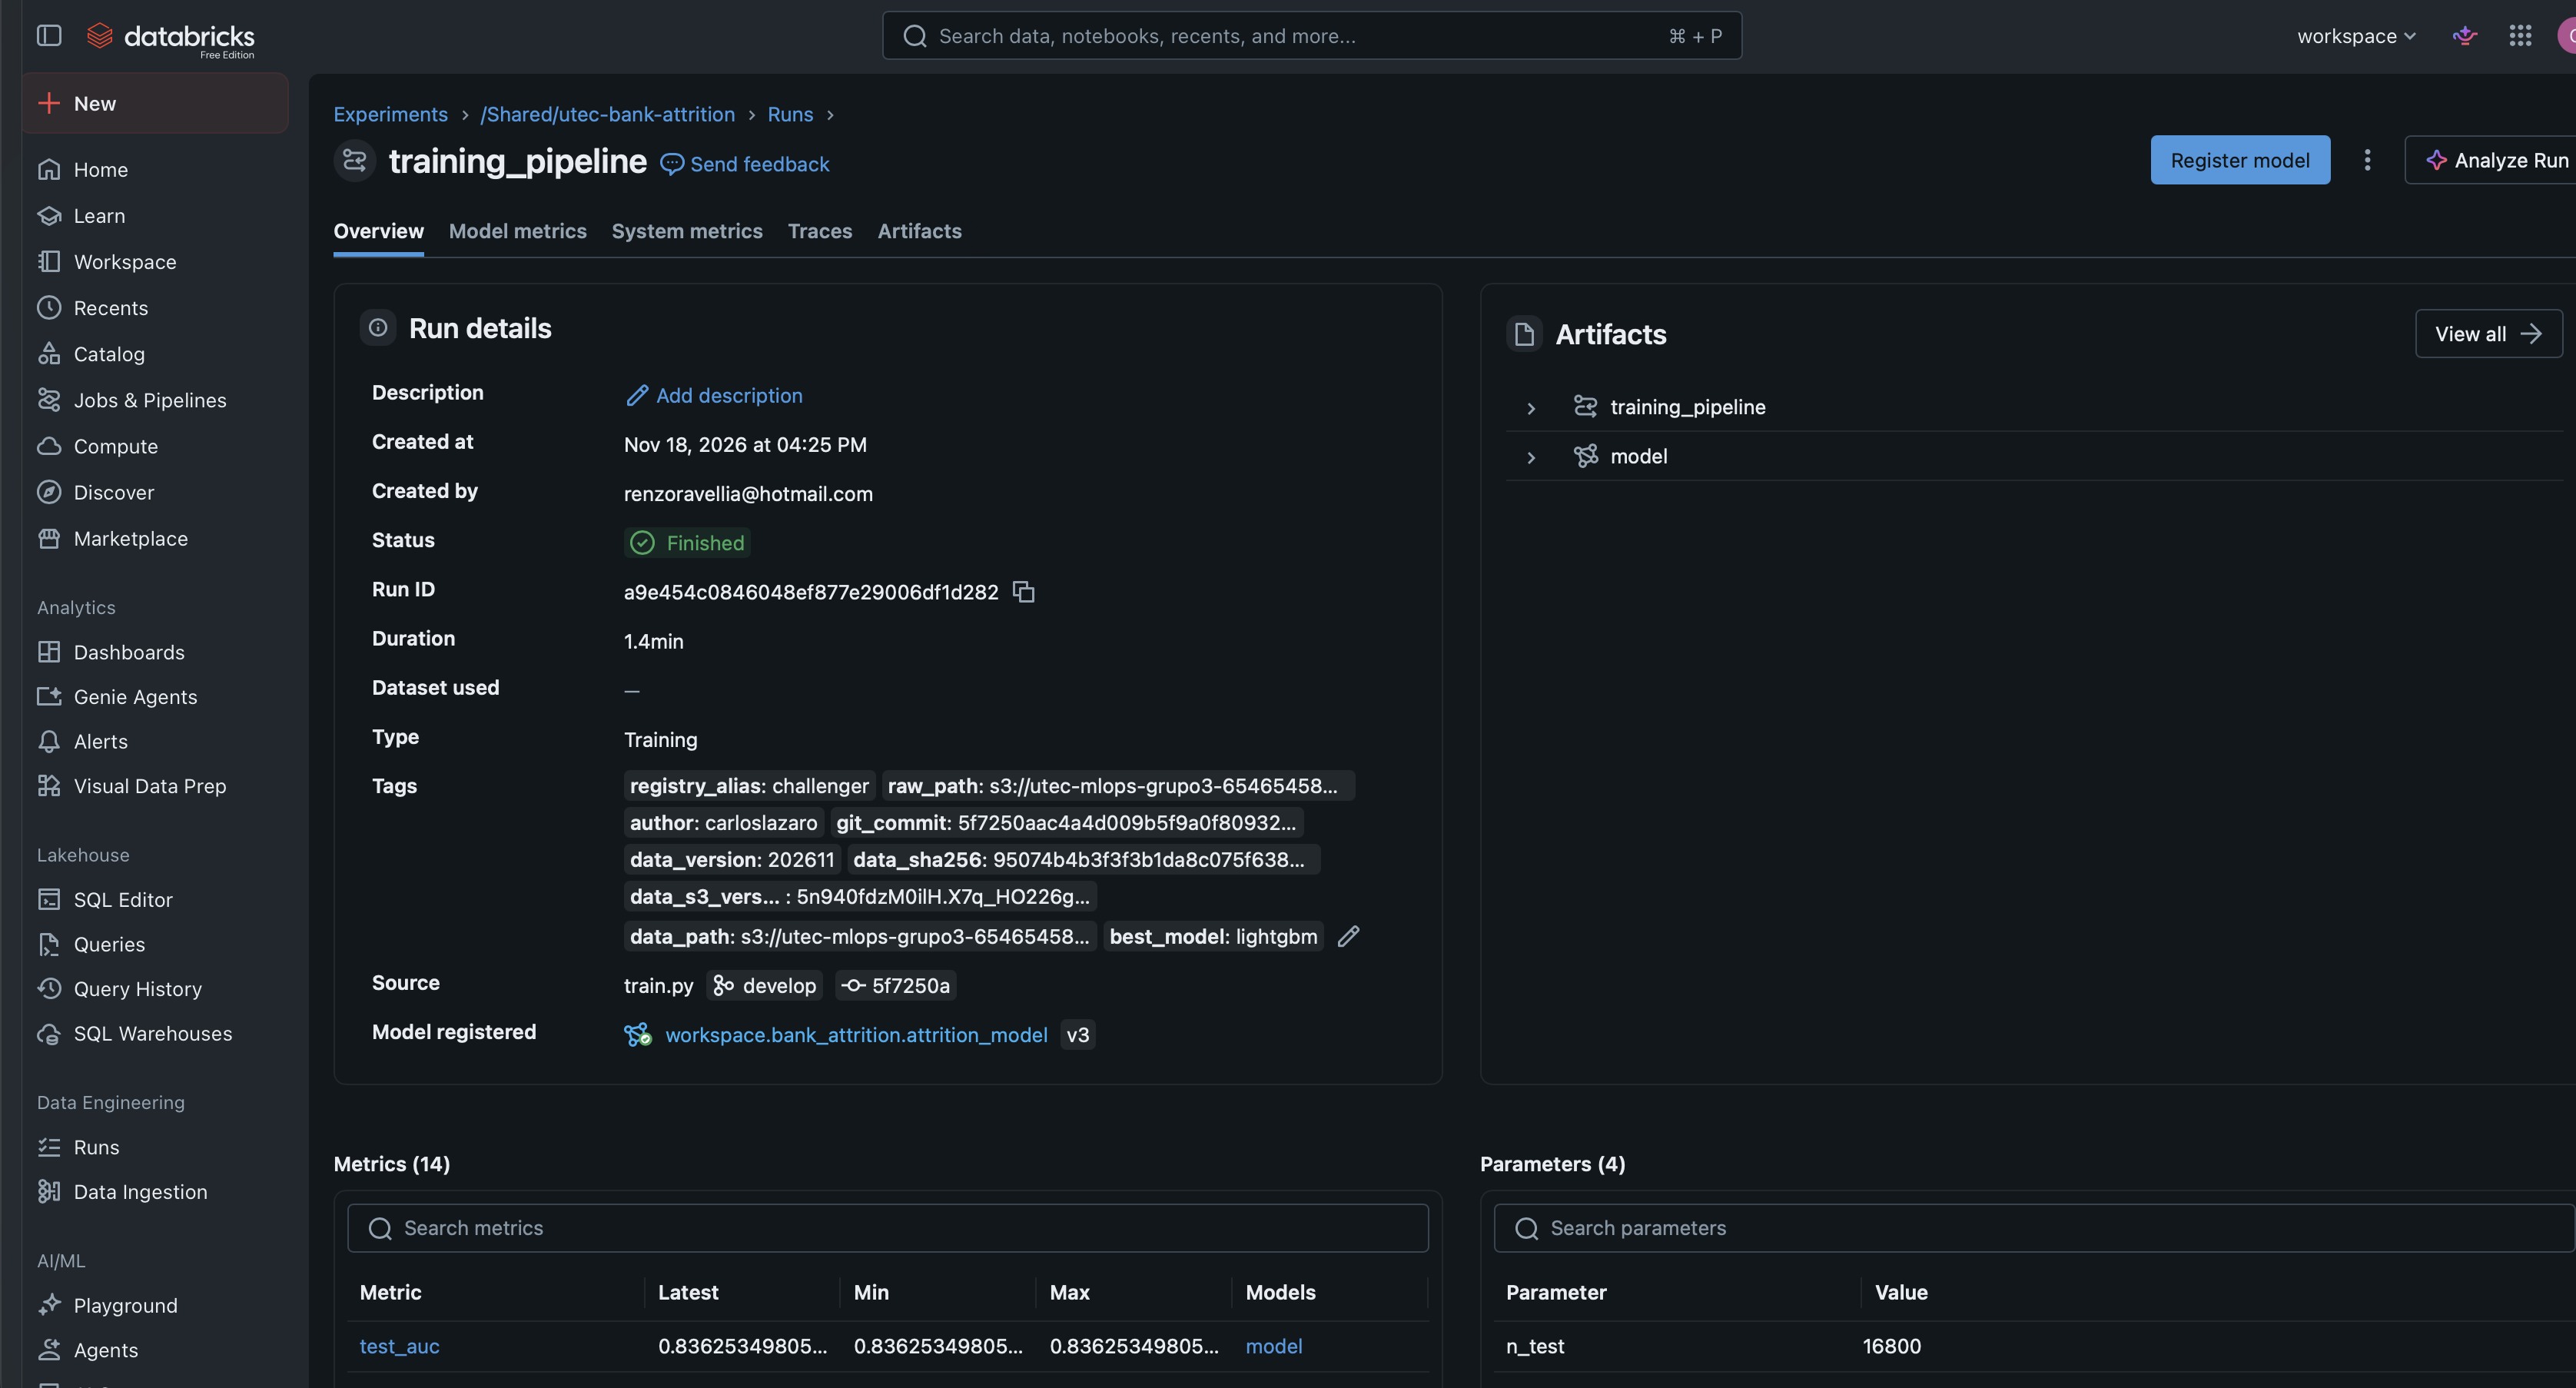 databricks
Free Edition
Search data, notebooks, recents, and more...
⌘ + P
workspace
New
Home
Learn
Workspace
Recents
Catalog
Jobs & Pipelines
Compute
Discover
Marketplace
Analytics
Dashboards
Genie Agents
Alerts
Visual Data Prep
Lakehouse
SQL Editor
Queries
Query History
SQL Warehouses
Data Engineering
Runs
Data Ingestion
AI/ML
Playground
Agents
Experiments › /Shared/utec-bank-attrition › Runs ›
training_pipeline
Send feedback
Register model
Analyze Run
Overview Model metrics System metrics Traces Artifacts
Run details
Description Add description
Created at Nov 18, 2026 at 04:25 PM
Created by renzoravellia@hotmail.com
Status Finished
Run ID a9e454c0846048ef877e29006df1d282
Duration 1.4min
Dataset used —
Type Training
Tags registry_alias: challenger raw_path: s3://utec-mlops-grupo3-65465458...
author: carloslazaro git_commit: 5f7250aac4a4d009b5f9a0f80932...
data_version: 202611 data_sha256: 95074b4b3f3f3b1da8c075f638...
data_s3_vers... : 5n940fdzM0ilH.X7q_HO226g...
data_path: s3://utec-mlops-grupo3-65465458... best_model: lightgbm
Source train.py develop 5f7250a
Model registered workspace.bank_attrition.attrition_model v3
Artifacts
View all
training_pipeline
model
Metrics (14)
Search metrics
Metric Latest Min Max Models
test_auc 0.83625349805... 0.83625349805... 0.83625349805... model
Parameters (4)
Search parameters
Parameter Value
n_test 16800